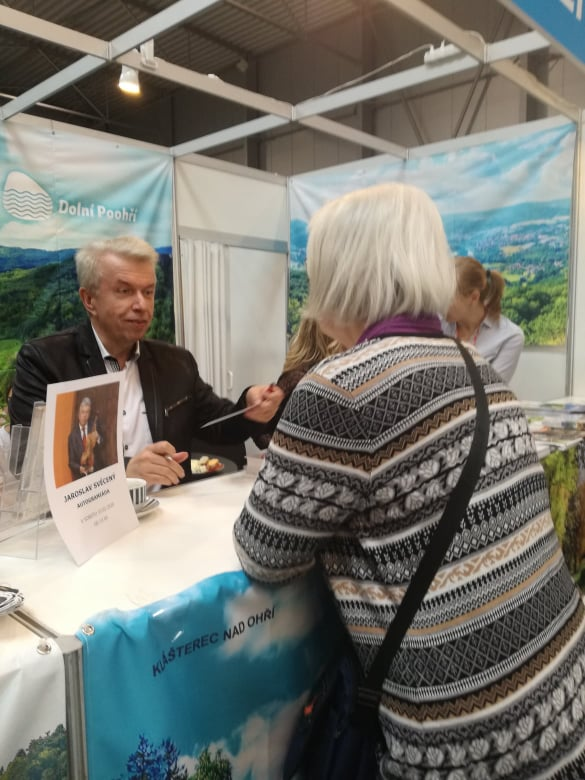 Dolní Poohří
JAROSLAV SVĚCENÝ
AUTOGRAMIÁDA
KLÁŠTEREC NAD OHŘÍ